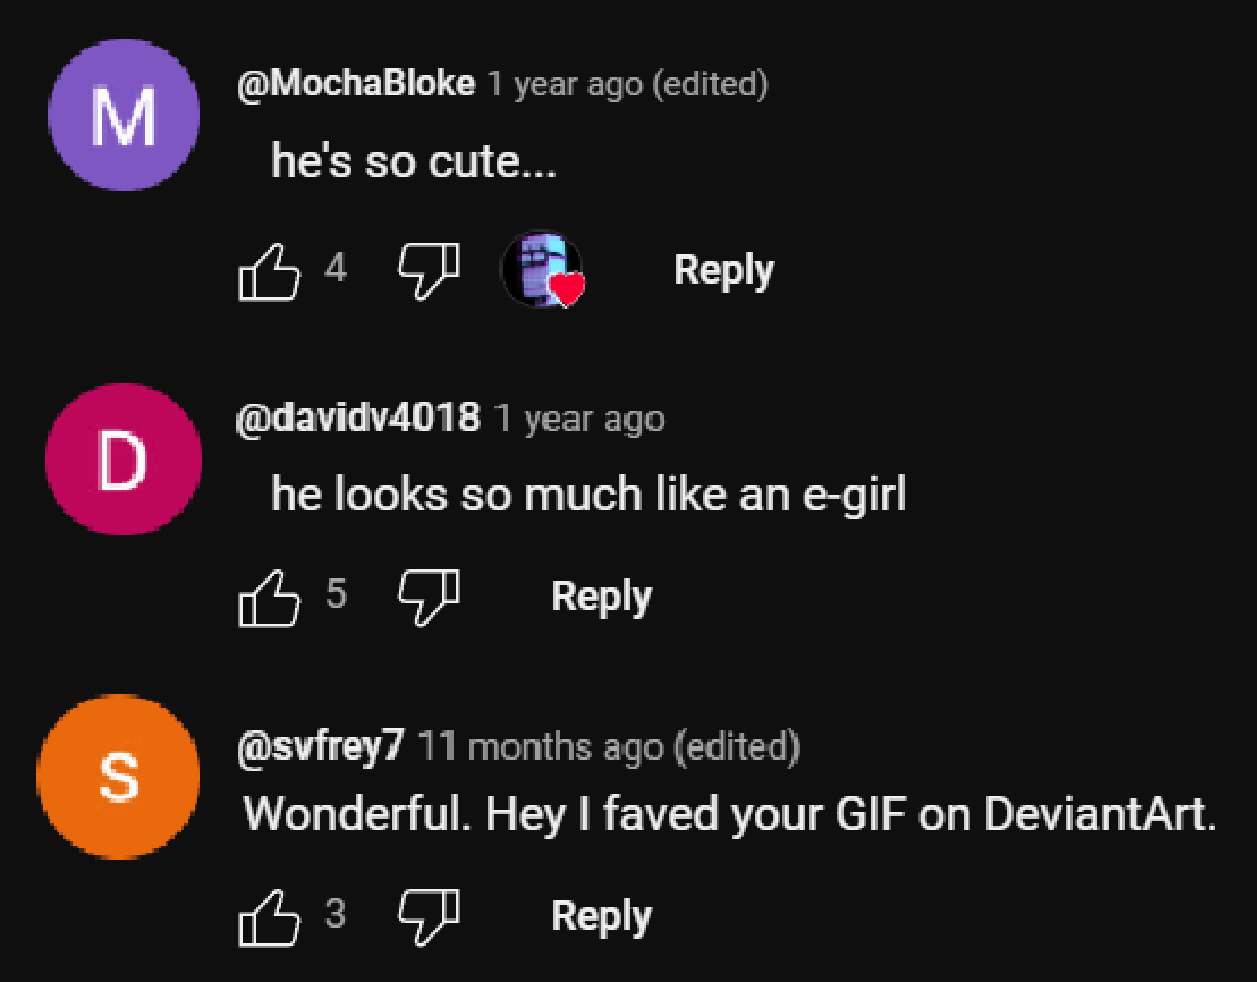 M
@MochaBloke 1 year ago (edited)
he's so cute...
4 Reply
D
@davidv4018 1 year ago
he looks so much like an e-girl
5 Reply
S
@svfrey7 11 months ago (edited)
Wonderful. Hey I faved your GIF on DeviantArt.
3 Reply